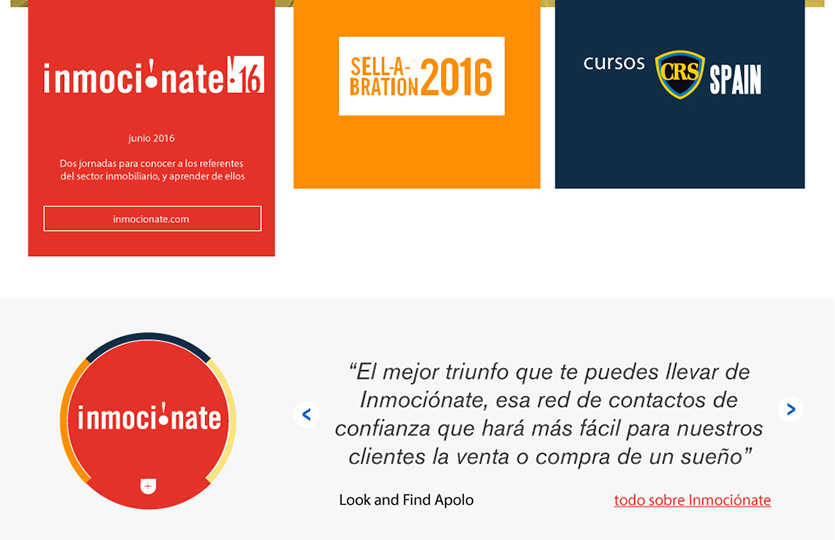 inmoci!nate!16
junio 2016
Dos jornadas para conocer a los referentes
del sector inmobiliario, y aprender de ellos
inmocionate.com
SELL-A-
BRATION 2016
cursos CRS SPAIN
inmoci!nate
“El mejor triunfo que te puedes llevar de
Inmociónate, esa red de contactos de
confianza que hará más fácil para nuestros
clientes la venta o compra de un sueño”
Look and Find Apolo
todo sobre Inmociónate